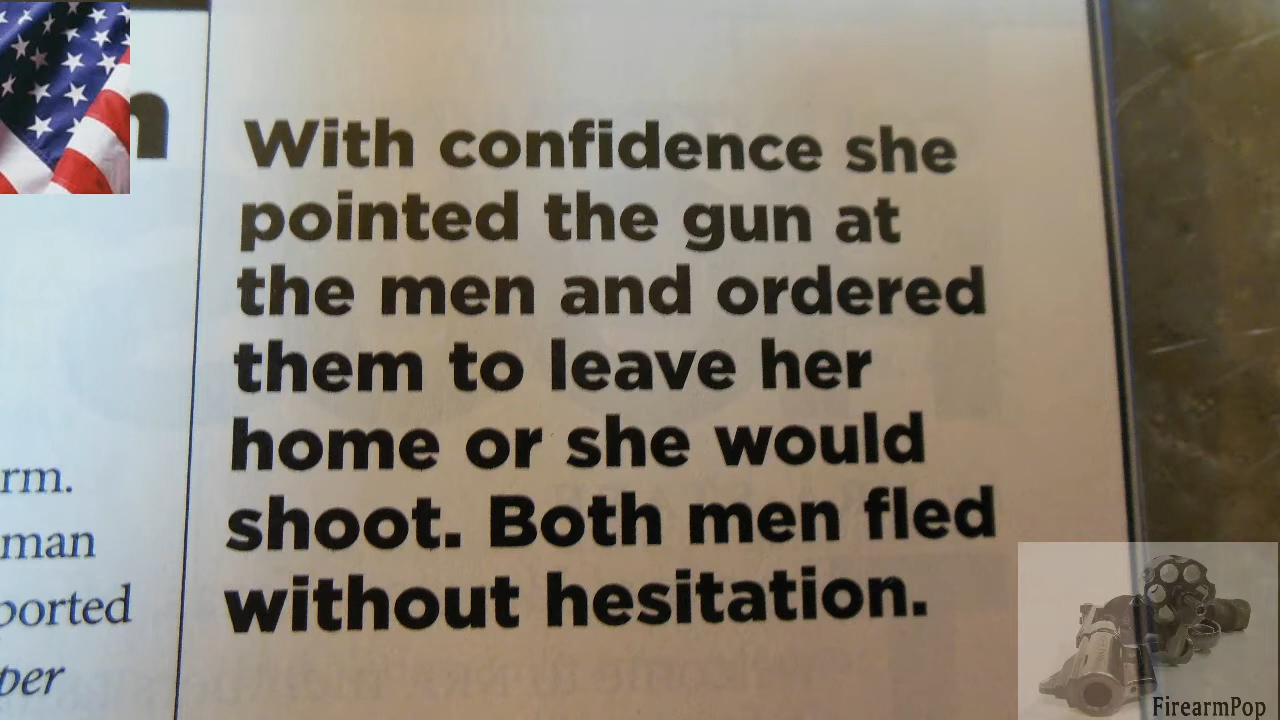 n
With confidence she
pointed the gun at
the men and ordered
them to leave her
home or she would
shoot. Both men fled
without hesitation.
rm.
man
ported
per
FirearmPop